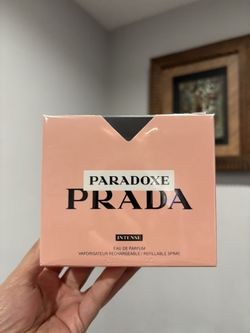 PARADOXE
PRADA
INTENSE
EAU DE PARFUM
VAPORISATEUR RECHARGEABLE / REFILLABLE SPRAY